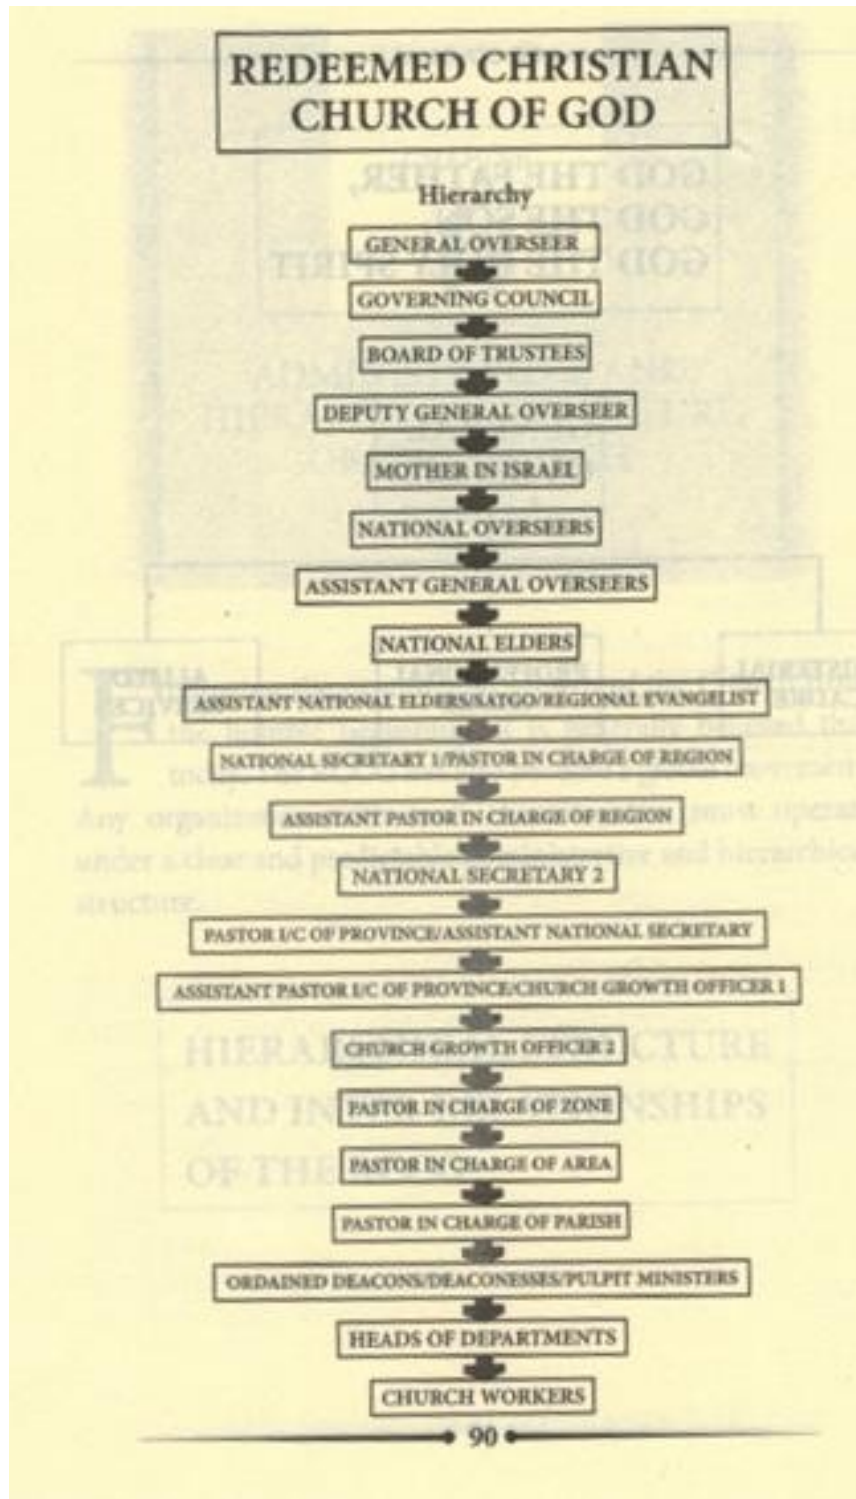 REDEEMED CHRISTIAN
CHURCH OF GOD
Hierarchy
GENERAL OVERSEER
GOVERNING COUNCIL
BOARD OF TRUSTEES
DEPUTY GENERAL OVERSEER
MOTHER IN ISRAEL
NATIONAL OVERSEERS
ASSISTANT GENERAL OVERSEERS
NATIONAL ELDERS
ASSISTANT NATIONAL ELDERS/SATGO/REGIONAL EVANGELIST
NATIONAL SECRETARY 1/PASTOR IN CHARGE OF REGION
ASSISTANT PASTOR IN CHARGE OF REGION
NATIONAL SECRETARY 2
PASTOR I/C OF PROVINCE/ASSISTANT NATIONAL SECRETARY
ASSISTANT PASTOR I/C OF PROVINCE/CHURCH GROWTH OFFICER 1
CHURCH GROWTH OFFICER 2
PASTOR IN CHARGE OF ZONE
PASTOR IN CHARGE OF AREA
PASTOR IN CHARGE OF PARISH
ORDAINED DEACONS/DEACONESSES/PULPIT MINISTERS
HEADS OF DEPARTMENTS
CHURCH WORKERS
90